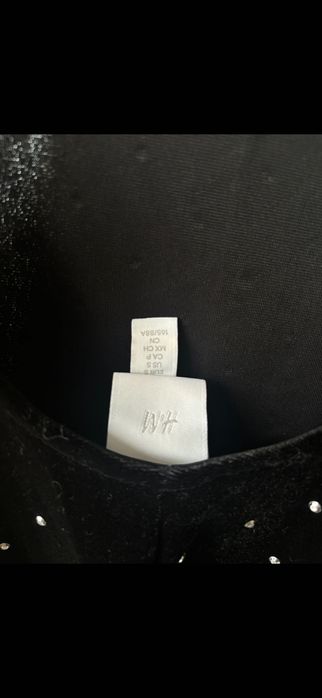 H&M
EUR S
US S
CA P
MX CH
CN
165/88A